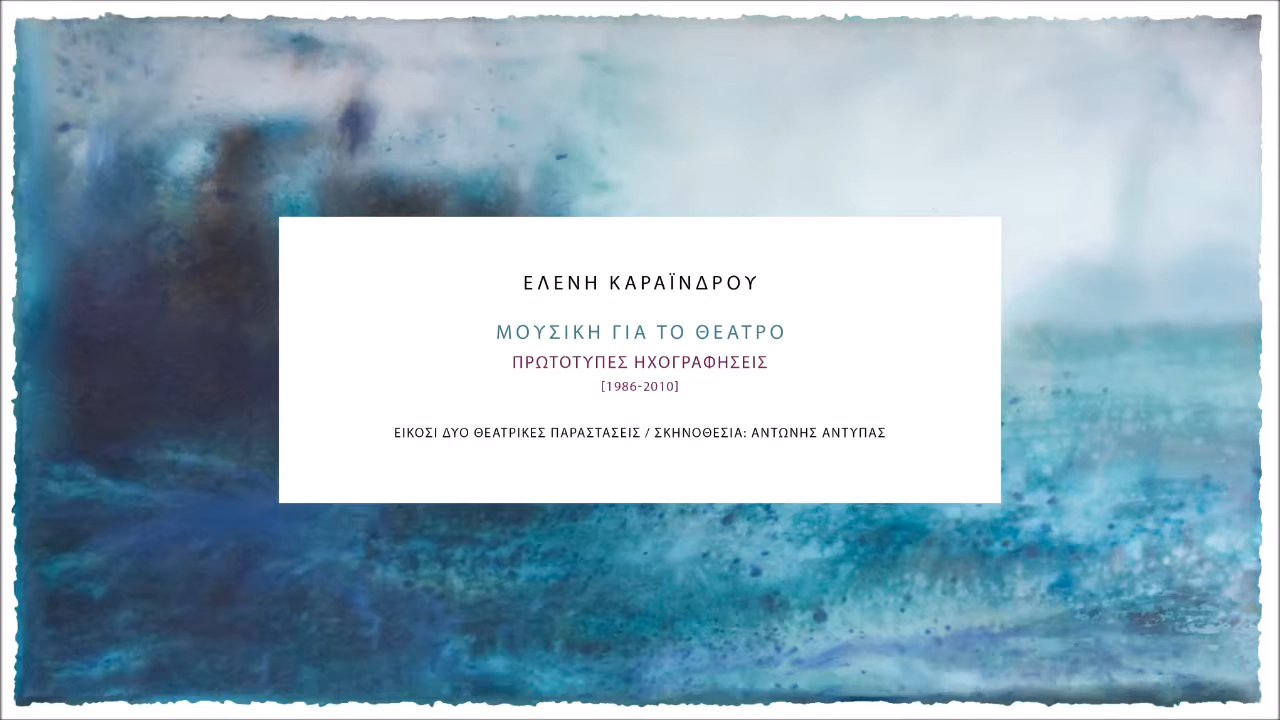 ΕΛΕΝΗ ΚΑΡΑΪΝΔΡΟΥ
ΜΟΥΣΙΚΗ ΓΙΑ ΤΟ ΘΕΑΤΡΟ
ΠΡΩΤΟΤΥΠΕΣ ΗΧΟΓΡΑΦΗΣΕΙΣ
[1986-2010]
ΕΙΚΟΣΙ ΔΥΟ ΘΕΑΤΡΙΚΕΣ ΠΑΡΑΣΤΑΣΕΙΣ / ΣΚΗΝΟΘΕΣΙΑ: ΑΝΤΩΝΗΣ ΑΝΤΥΠΑΣ